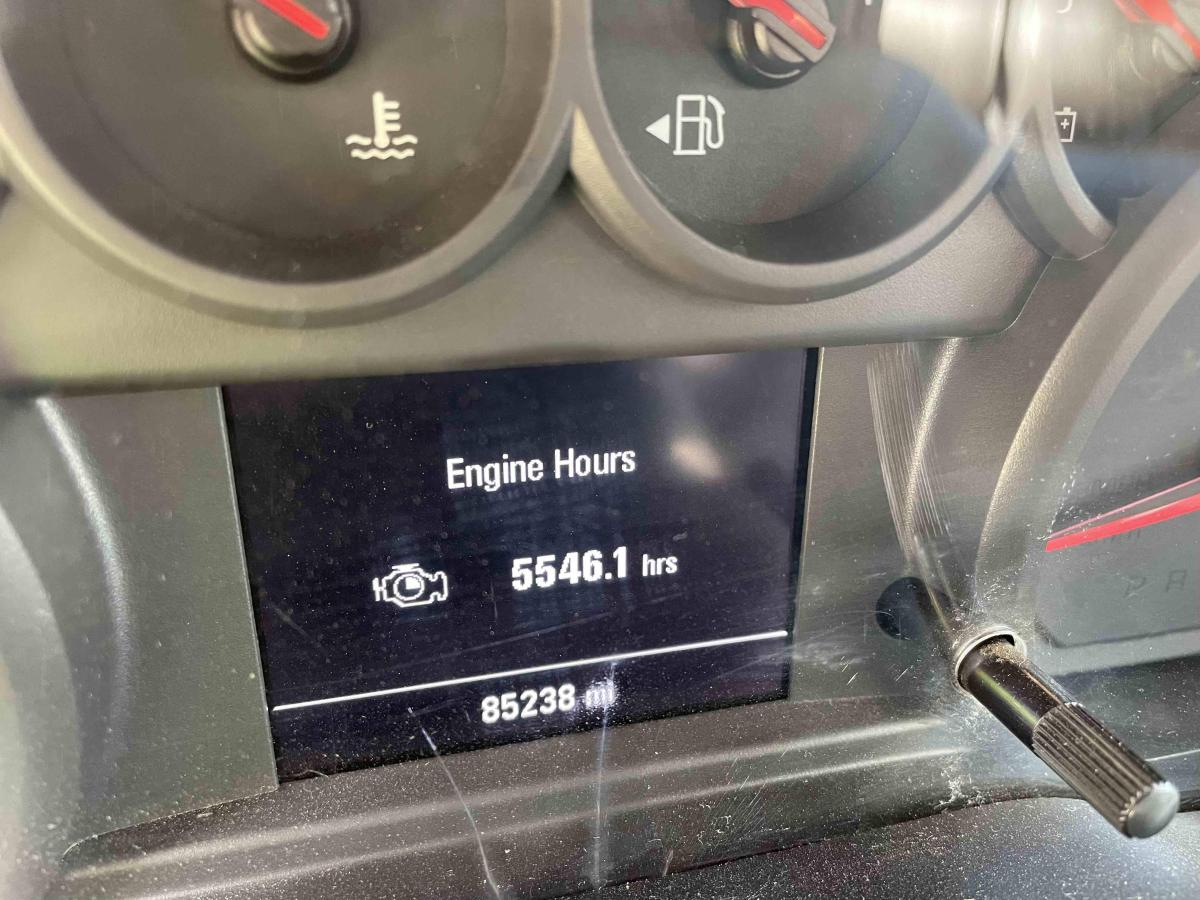 Engine Hours
5546.1 hrs
85238 mi